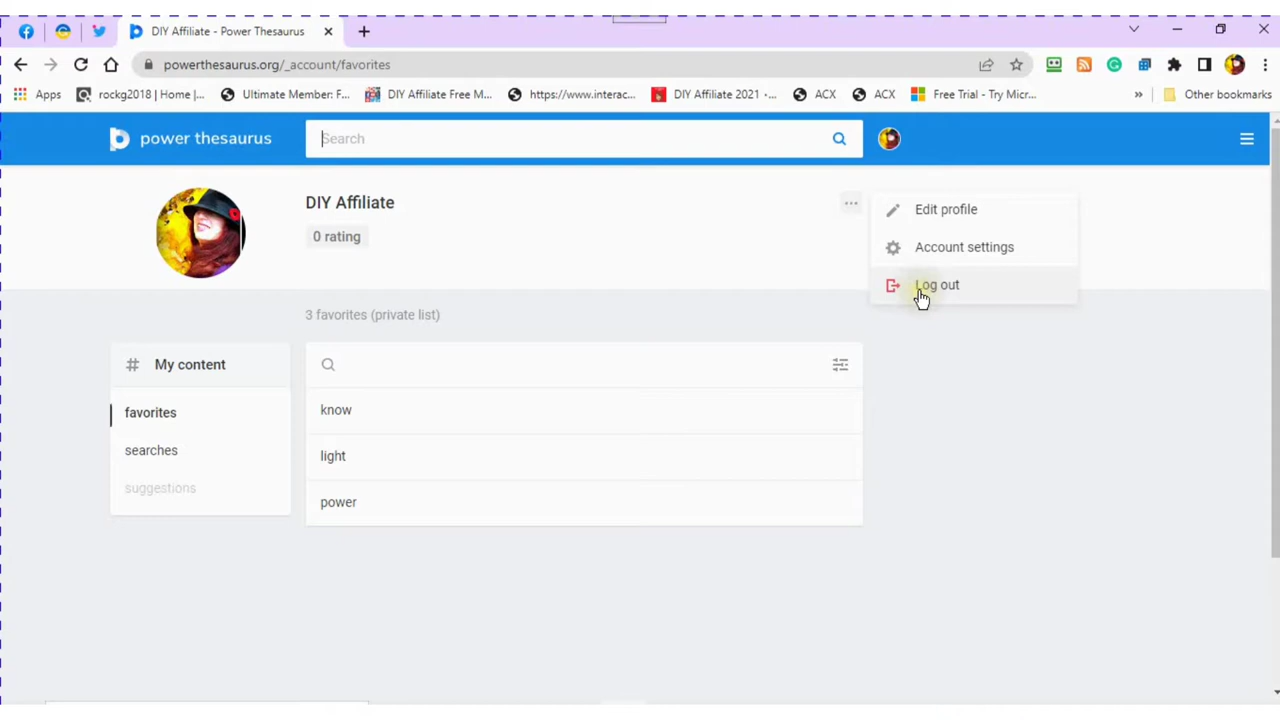 DIY Affiliate - Power Thesaurus
powerthesaurus.org/_account/favorites
Apps
rockg2018 | Home |...
Ultimate Member: F...
DIY Affiliate Free M...
https://www.interac...
DIY Affiliate 2021 -...
ACX
ACX
Free Trial - Try Micr...
»
Other bookmarks
power thesaurus
Search
DIY Affiliate
0 rating
Edit profile
Account settings
Log out
3 favorites (private list)
My content
favorites
searches
suggestions
know
light
power